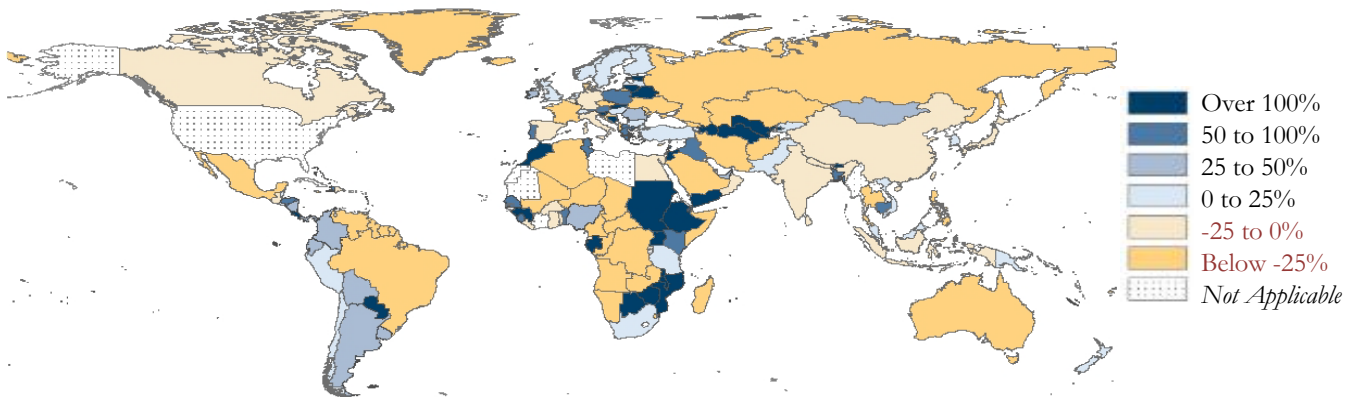 Over 100%
50 to 100%
25 to 50%
0 to 25%
-25 to 0%
Below -25%
Not Applicable